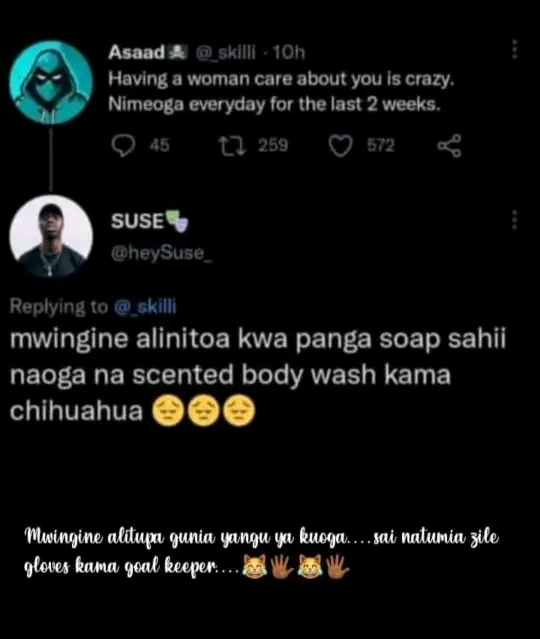 Asaad☠ @_skilli · 10h
Having a woman care about you is crazy.
Nimeoga everyday for the last 2 weeks.
45 259 572
SUSE🎭
@heySuse_
Replying to @_skilli
mwingine alinitoa kwa panga soap sahii
naoga na scented body wash kama
chihuahua 😔😔😔
Mwingine alitupa gunia yangu ya kuoga....sai natumia zile
gloves kama goal keeper....😹🖐🏾😹🖐🏾